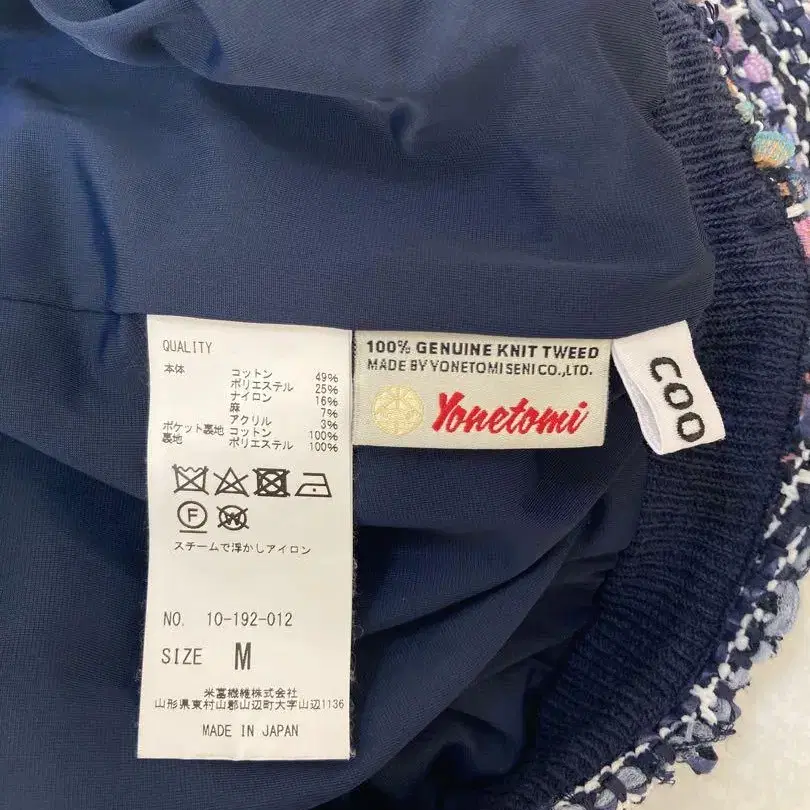 QUALITY
本体 コットン 49%
ポリエステル 25%
ナイロン 16%
麻 7%
アクリル 3%
ポケット裏地 コットン 100%
裏地 ポリエステル 100%
F
W
スチームで浮かしアイロン
NO. 10-192-012
SIZE M
米富繊維株式会社
山形県東村山郡山辺町大字山辺1136
MADE IN JAPAN
100% GENUINE KNIT TWEED
MADE BY YONETOMISENI CO.,LTD.
Yonetomi
COO